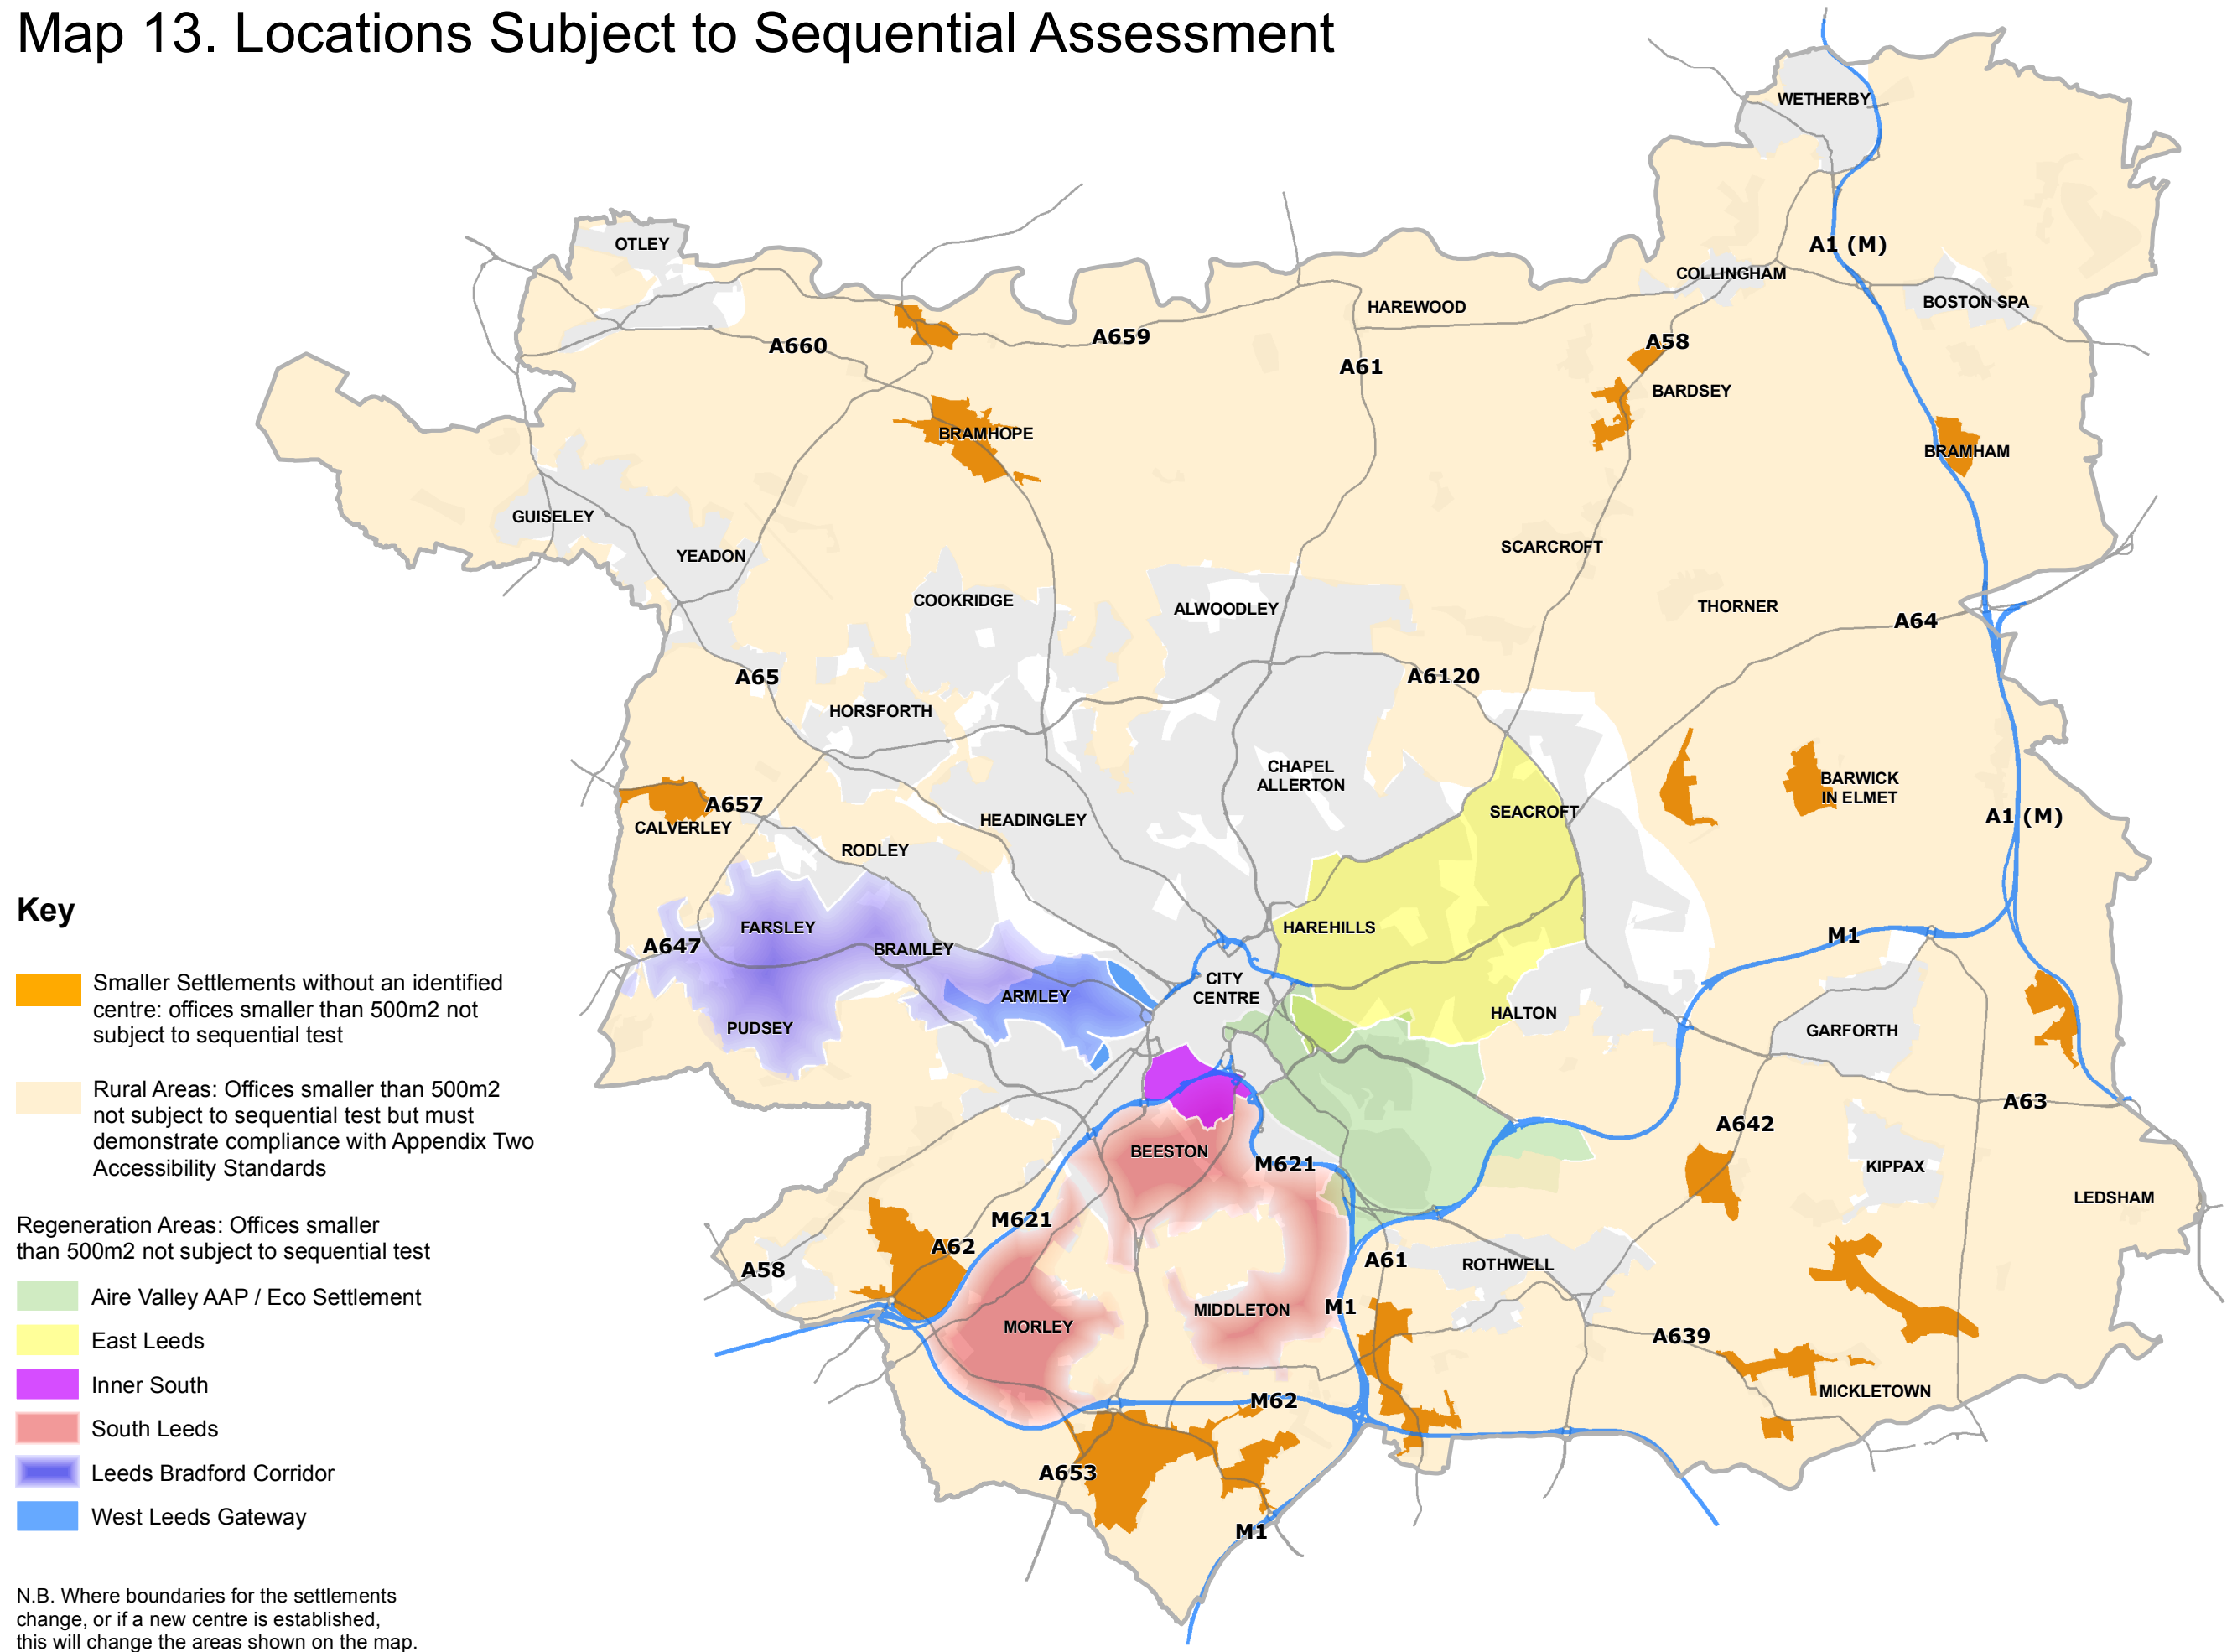 Map 13. Locations Subject to Sequential Assessment
WETHERBY
OTLEY
A1 (M)
COLLINGHAM
BOSTON SPA
HAREWOOD
A659
A660
A58
A61
BARDSEY
BRAMHOPE
BRAMHAM
GUISELEY
YEADON
SCARCROFT
COOKRIDGE
ALWOODLEY
THORNER
A64
A65
A6120
HORSFORTH
CHAPEL
ALLERTON
BARWICK
IN ELMET
A657
SEACROFT
A1 (M)
CALVERLEY
HEADINGLEY
RODLEY
FARSLEY
HAREHILLS
A647
BRAMLEY
M1
CITY
CENTRE
ARMLEY
HALTON
PUDSEY
GARFORTH
A63
A642
BEESTON
M621
KIPPAX
LEDSHAM
M621
A62
A58
A61
ROTHWELL
MIDDLETON
M1
MORLEY
A639
MICKLETOWN
M62
A653
M1
Key
Smaller Settlements without an identified
centre: offices smaller than 500m2 not
subject to sequential test
Rural Areas: Offices smaller than 500m2
not subject to sequential test but must
demonstrate compliance with Appendix Two
Accessibility Standards
Regeneration Areas: Offices smaller
than 500m2 not subject to sequential test
Aire Valley AAP / Eco Settlement
East Leeds
Inner South
South Leeds
Leeds Bradford Corridor
West Leeds Gateway
N.B. Where boundaries for the settlements
change, or if a new centre is established,
this will change the areas shown on the map.